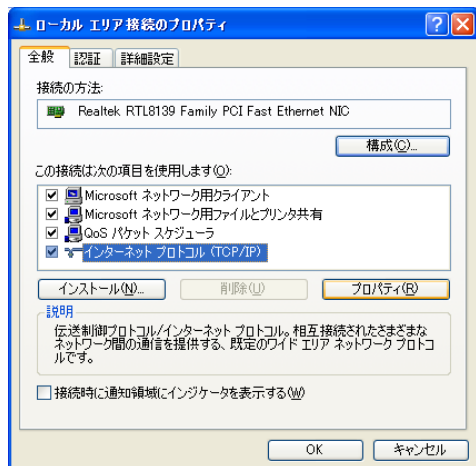 ローカル エリア接続のプロパティ
全般 認証 詳細設定
接続の方法:
Realtek RTL8139 Family PCI Fast Ethernet NIC
構成(C)...
この接続は次の項目を使用します(O):
Microsoft ネットワーク用クライアント
Microsoft ネットワーク用ファイルとプリンタ共有
QoS パケット スケジューラ
インターネット プロトコル (TCP/IP)
インストール(N)... 削除(U) プロパティ(R)
説明
伝送制御プロトコル/インターネット プロトコル。相互接続されたさまざまな
ネットワーク間の通信を提供する、既定のワイド エリア ネットワーク プロトコ
ルです。
接続時に通知領域にインジケータを表示する(W)
OK キャンセル